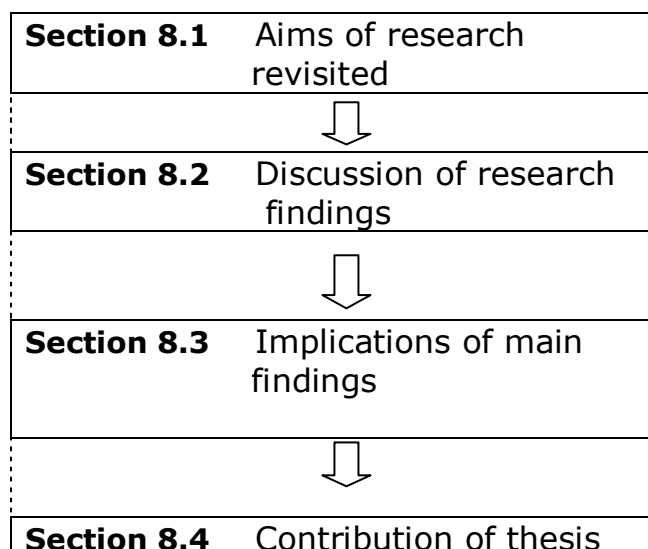 Section 8.1 Aims of research
revisited
Section 8.2 Discussion of research
findings
Section 8.3 Implications of main
findings
Section 8.4 Contribution of thesis